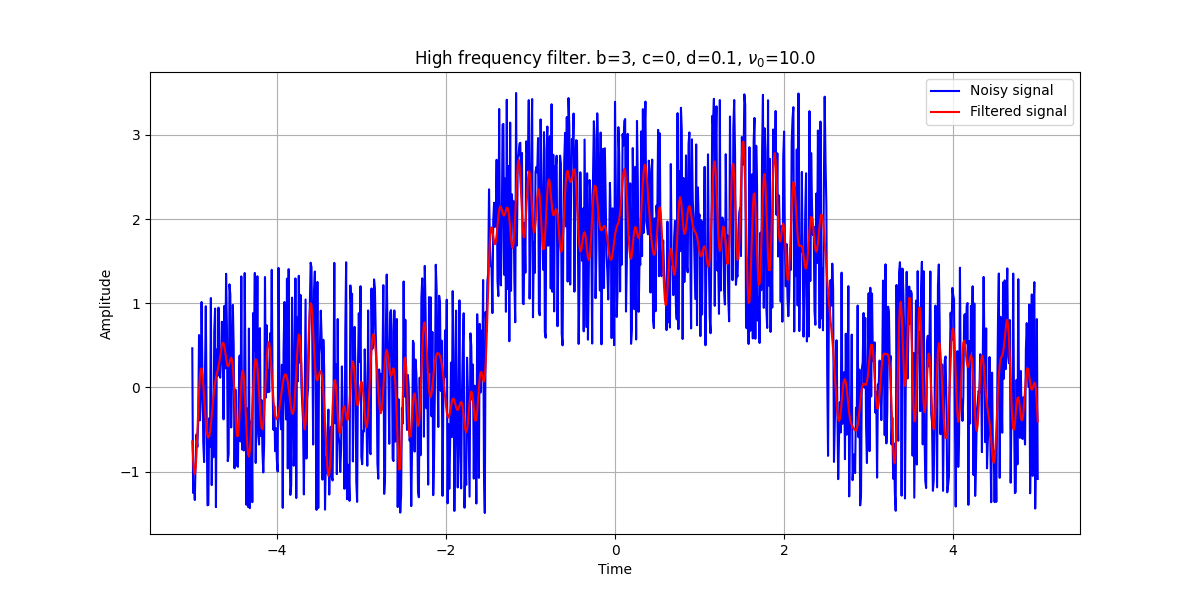 High frequency filter. b=3, c=0, d=0.1, ν₀=10.0
Noisy signal
Filtered signal
Amplitude
3
2
1
0
−1
−4
−2
0
2
4
Time